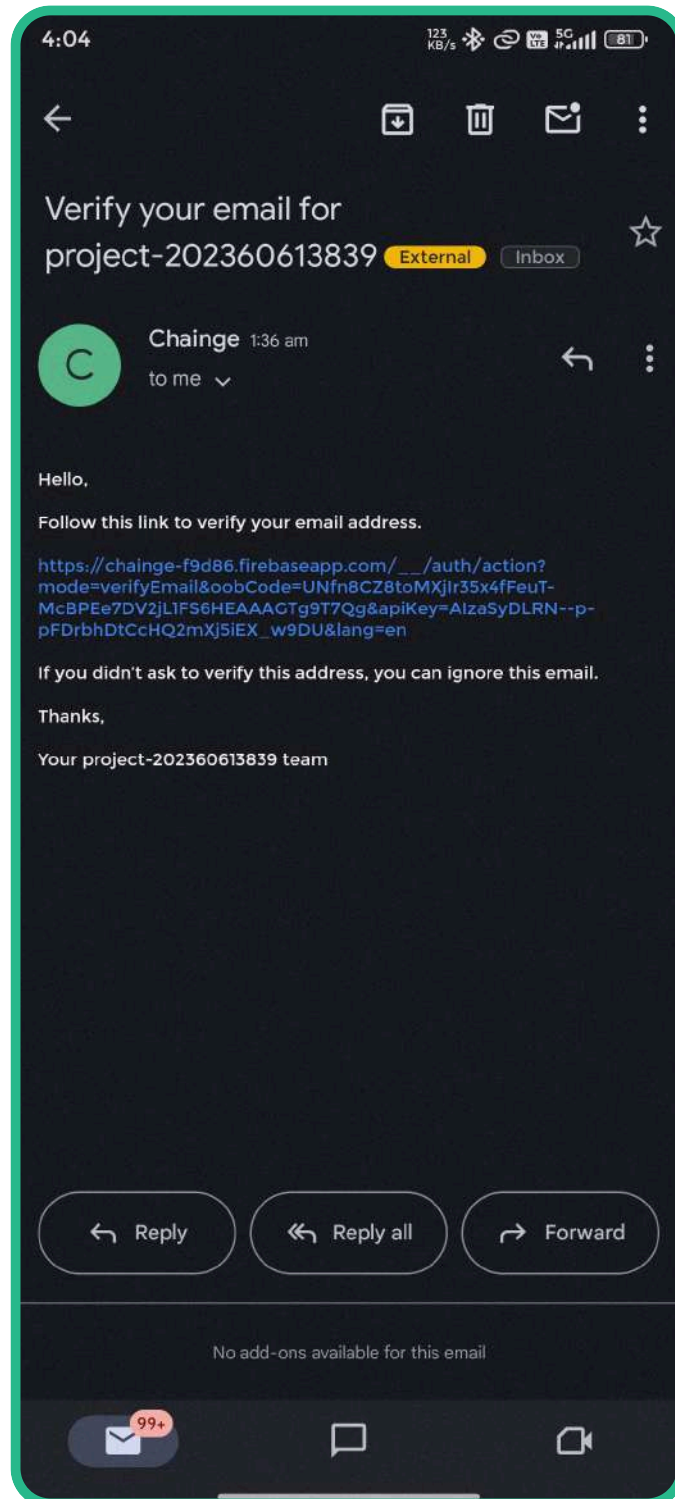 4:04
123 KB/s Vo LTE 5G 81
Verify your email for
project-202360613839 External Inbox
C
Chainge 1:36 am
to me
Hello,
Follow this link to verify your email address.
https://chainge-f9d86.firebaseapp.com/__/auth/action?
mode=verifyEmail&oobCode=UNfn8CZ8toMXjIr35x4fFeuT-
McBPEe7DV2jL1FS6HEAAAGTg9T7Qg&apiKey=AIzaSyDLRN--p-
pFDrbhDtCcHQ2mXj5iEX_w9DU&lang=en
If you didn't ask to verify this address, you can ignore this email.
Thanks,
Your project-202360613839 team
Reply
Reply all
Forward
No add-ons available for this email
99+